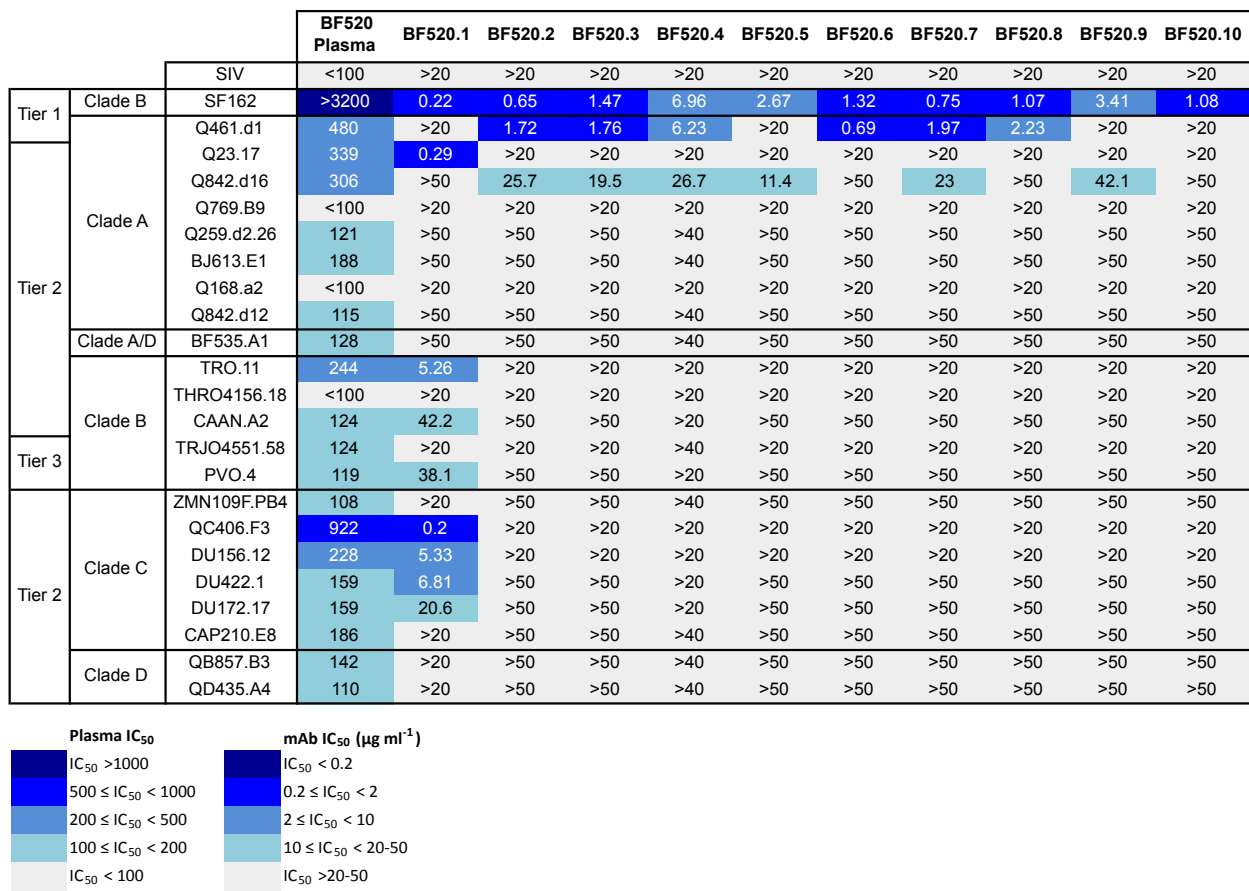 BF520 Plasma BF520.1 BF520.2 BF520.3 BF520.4 BF520.5 BF520.6 BF520.7 BF520.8 BF520.9 BF520.10
SIV <100 >20 >20 >20 >20 >20 >20 >20 >20 >20 >20
Tier 1 Clade B SF162 >3200 0.22 0.65 1.47 6.96 2.67 1.32 0.75 1.07 3.41 1.08
Clade A Q461.d1 480 >20 1.72 1.76 6.23 >20 0.69 1.97 2.23 >20 >20
Tier 2 Q23.17 339 0.29 >20 >20 >20 >20 >20 >20 >20 >20 >20
Q842.d16 306 >50 25.7 19.5 26.7 11.4 >50 23 >50 42.1 >50
Q769.B9 <100 >20 >20 >20 >20 >20 >20 >20 >20 >20 >20
Q259.d2.26 121 >50 >50 >50 >40 >50 >50 >50 >50 >50 >50
BJ613.E1 188 >50 >50 >50 >40 >50 >50 >50 >50 >50 >50
Q168.a2 <100 >20 >20 >20 >20 >20 >20 >20 >20 >20 >20
Q842.d12 115 >50 >50 >50 >40 >50 >50 >50 >50 >50 >50
Clade A/D BF535.A1 128 >50 >50 >50 >40 >50 >50 >50 >50 >50 >50
Clade B TRO.11 244 5.26 >20 >20 >20 >20 >20 >20 >20 >20 >20
THRO4156.18 <100 >20 >20 >20 >20 >20 >20 >20 >20 >20 >20
CAAN.A2 124 42.2 >50 >50 >20 >50 >50 >50 >50 >50 >50
Tier 3 TRJO4551.58 124 >20 >20 >20 >40 >20 >20 >20 >20 >20 >20
PVO.4 119 38.1 >50 >50 >20 >50 >50 >50 >50 >50 >50
Tier 2 Clade C ZMN109F.PB4 108 >20 >50 >50 >40 >50 >50 >50 >50 >50 >50
QC406.F3 922 0.2 >20 >20 >20 >20 >20 >20 >20 >20 >20
DU156.12 228 5.33 >20 >20 >20 >20 >20 >20 >20 >20 >20
DU422.1 159 6.81 >50 >50 >20 >50 >50 >50 >50 >50 >50
DU172.17 159 20.6 >50 >50 >20 >50 >50 >50 >50 >50 >50
CAP210.E8 186 >20 >50 >50 >40 >50 >50 >50 >50 >50 >50
Clade D QB857.B3 142 >20 >50 >50 >40 >50 >50 >50 >50 >50 >50
QD435.A4 110 >20 >50 >50 >40 >50 >50 >50 >50 >50 >50
Plasma IC50 mAb IC50 (µg ml-1)
IC50 >1000 IC50 < 0.2
500 ≤ IC50 < 1000 0.2 ≤ IC50 < 2
200 ≤ IC50 < 500 2 ≤ IC50 < 10
100 ≤ IC50 < 200 10 ≤ IC50 < 20-50
IC50 < 100 IC50 >20-50